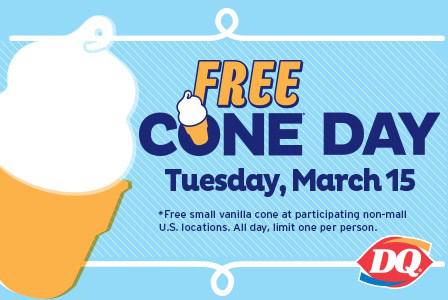 FREE
CONE DAY
Tuesday, March 15
*Free small vanilla cone at participating non-mall
U.S. locations. All day, limit one per person.
DQ